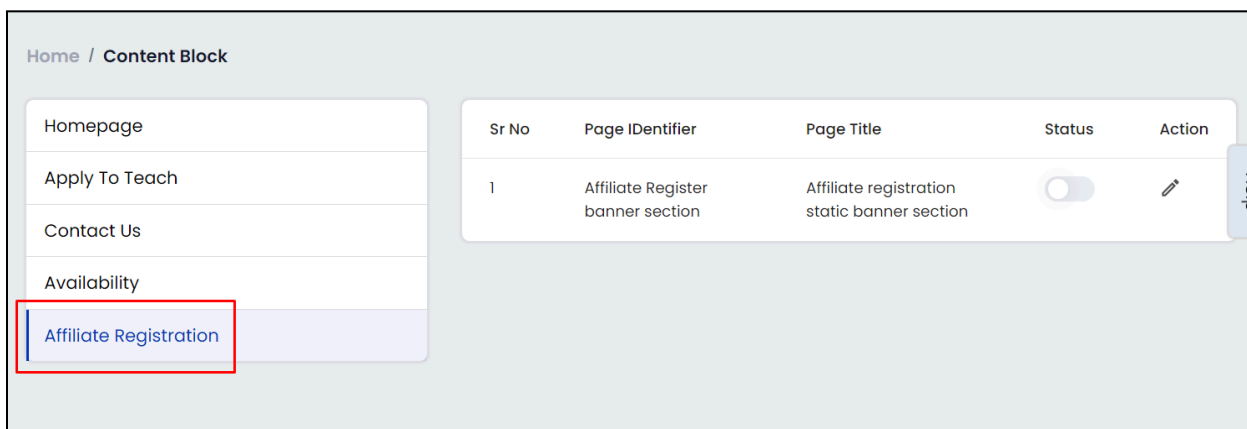 Home / Content Block
Homepage
Apply To Teach
Contact Us
Availability
Affiliate Registration
Sr No Page IDentifier Page Title Status Action
1 Affiliate Register Affiliate registration
banner section static banner section